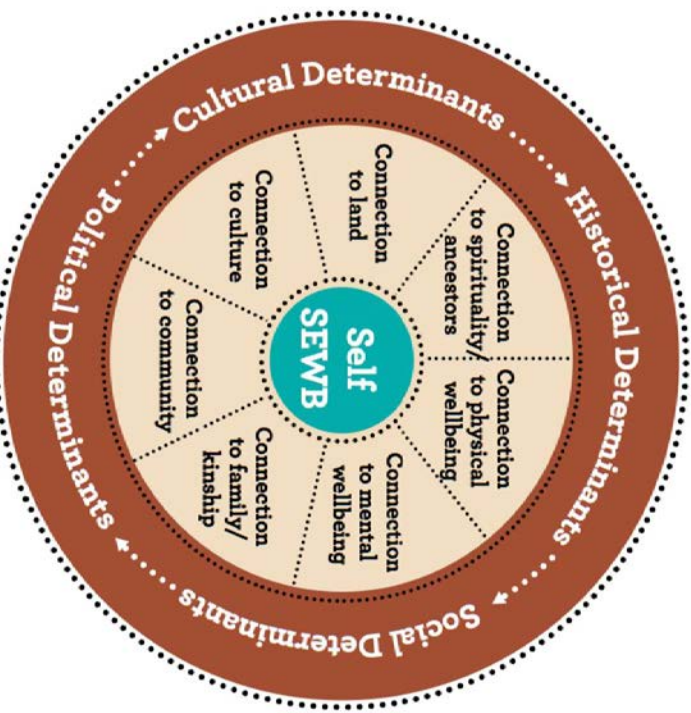 Cultural Determinants
Historical Determinants
Social Determinants
Political Determinants
Connection
to spirituality/
ancestors
Connection
to physical
wellbeing
Connection
to mental
wellbeing
Connection
to family/
kinship
Connection
to community
Connection
to culture
Connection
to land
Self
SEWB